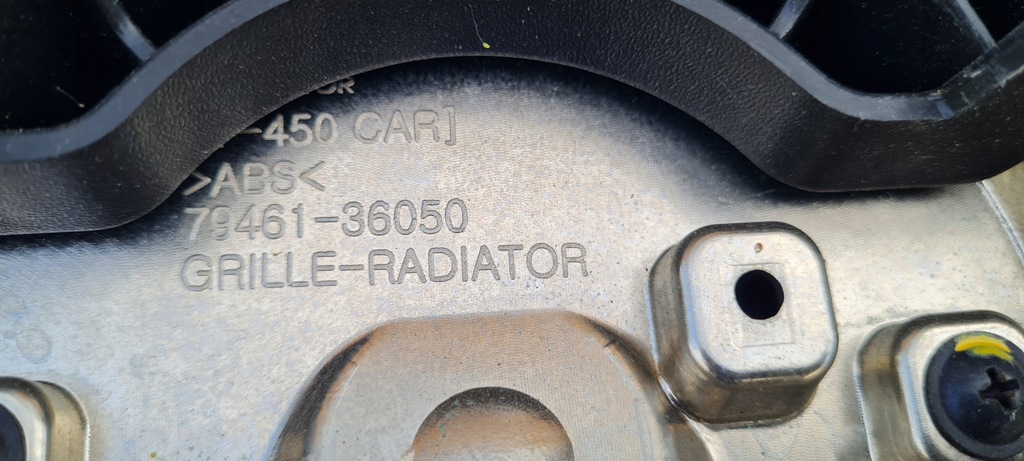 -450 CAR]
>ABS<
79461-36050
GRILLE-RADIATOR